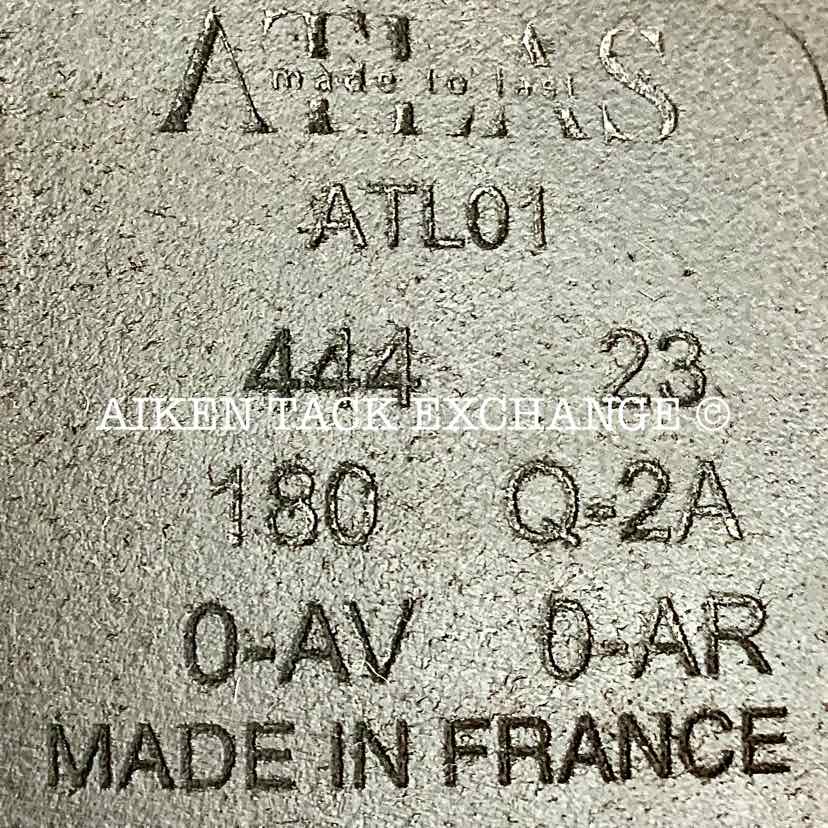 ATLAS
made to last
ATL01
444 23
AIKEN TACK EXCHANGE ©
180 Q-2A
0-AV 0-AR
MADE IN FRANCE